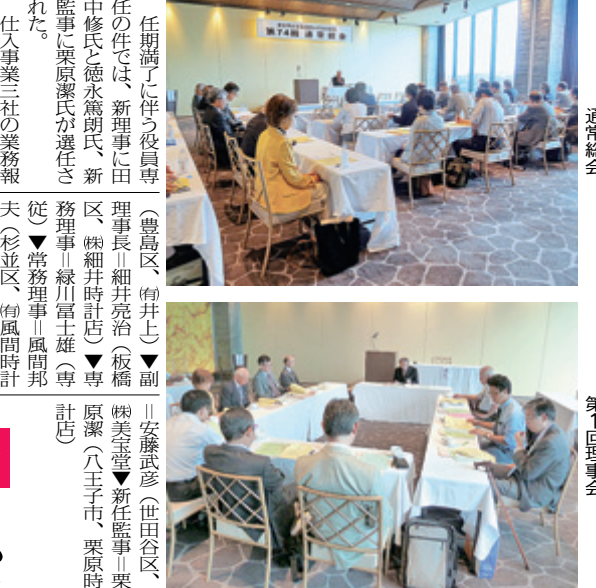 通常総会
第74回 通常総会
第1回理事会
任期満了に伴う役員専
任の件では、新理事に田
中修氏と徳永篤朗氏、新
監事に栗原潔氏が選任さ
れた。
仕入事業三社の業務報
（豊島区、㈲井上）▼副
理事長＝細井亮治（板橋
区、㈱細井時計店）▼専
務理事＝緑川冨士雄（専
従）▼常務理事＝風間邦
夫（杉並区、㈲風間時計
＝安藤武彦（世田谷区、
㈱美宝堂▼新任監事＝栗
原潔（八王子市、栗原時
計店）